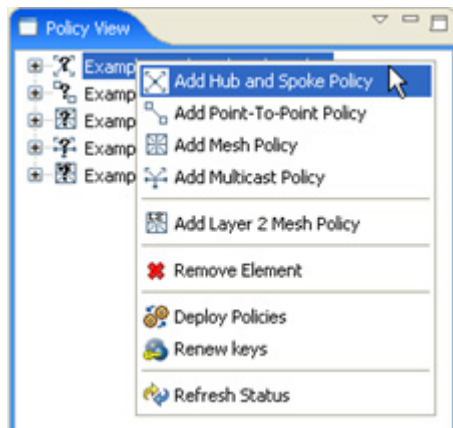 Policy View
Examp
Add Hub and Spoke Policy
Examp
Add Point-To-Point Policy
Examp
Add Mesh Policy
Examp
Add Multicast Policy
Examp
Add Layer 2 Mesh Policy
Remove Element
Deploy Policies
Renew keys
Refresh Status